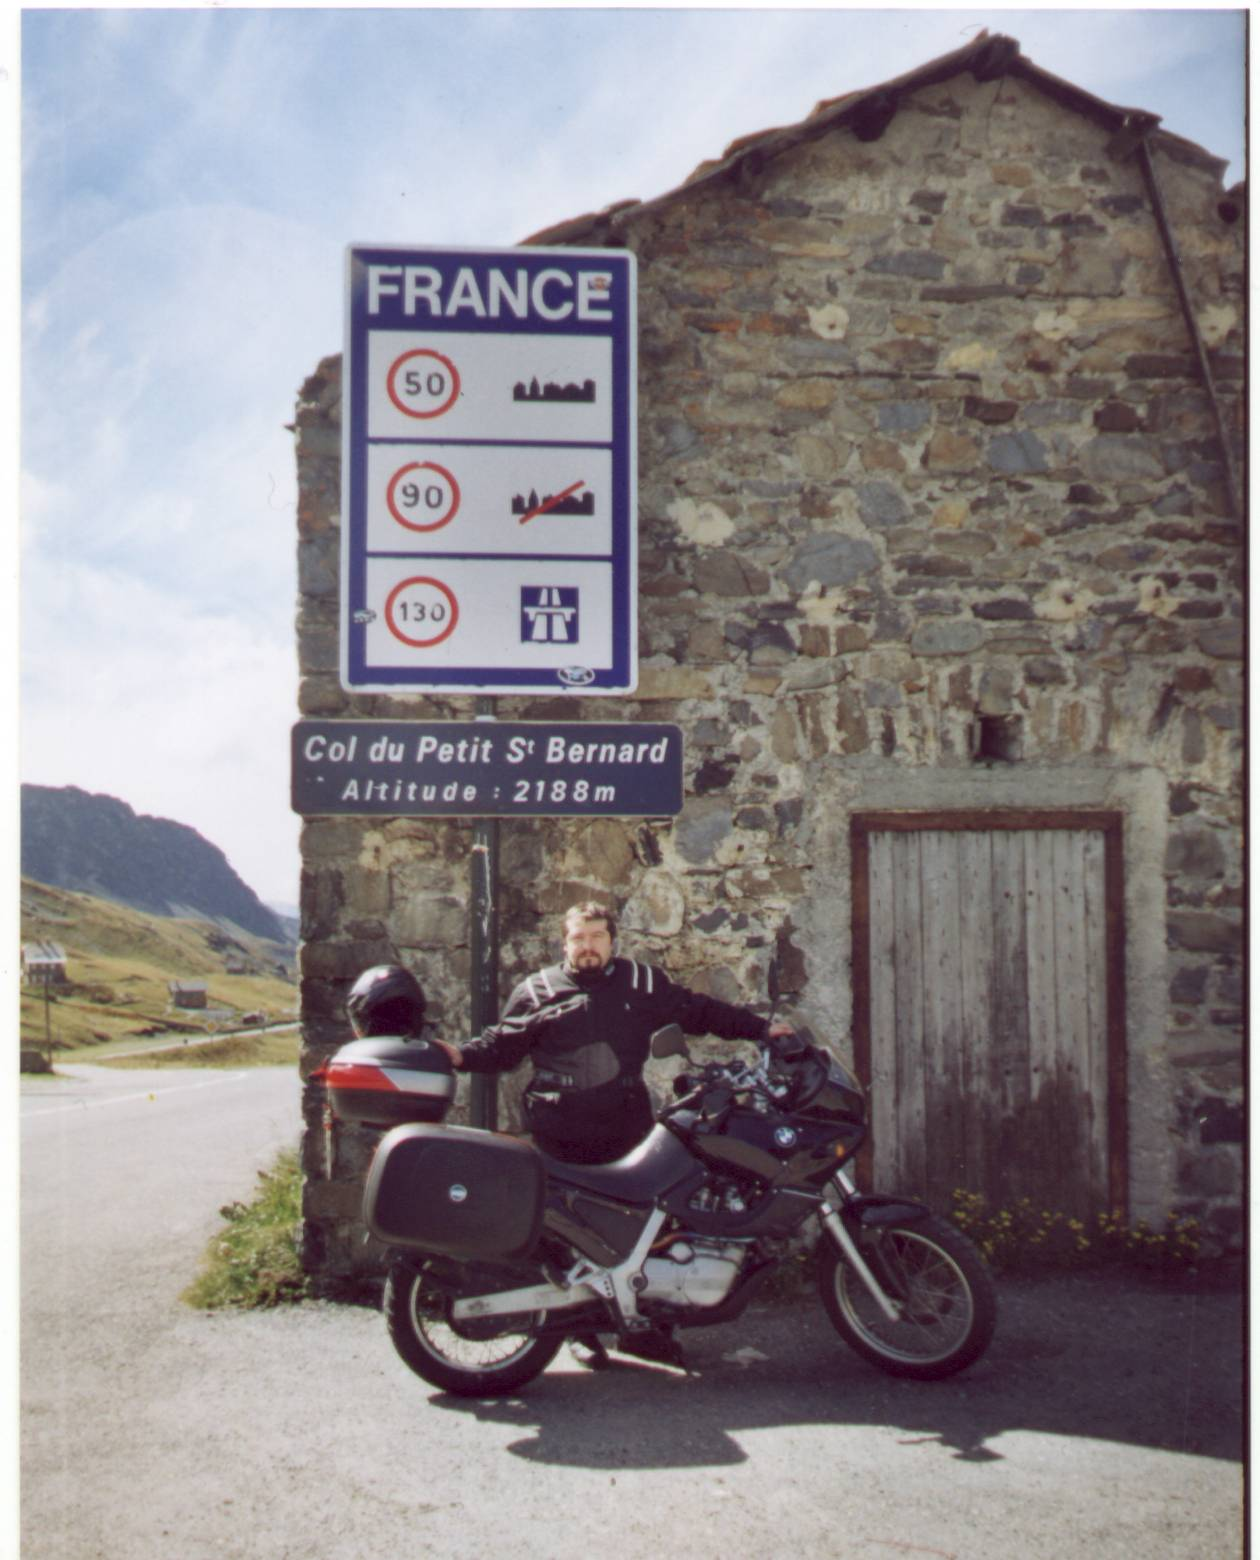 FRANCE
50
90
130
Col du Petit St Bernard
Altitude : 2188m